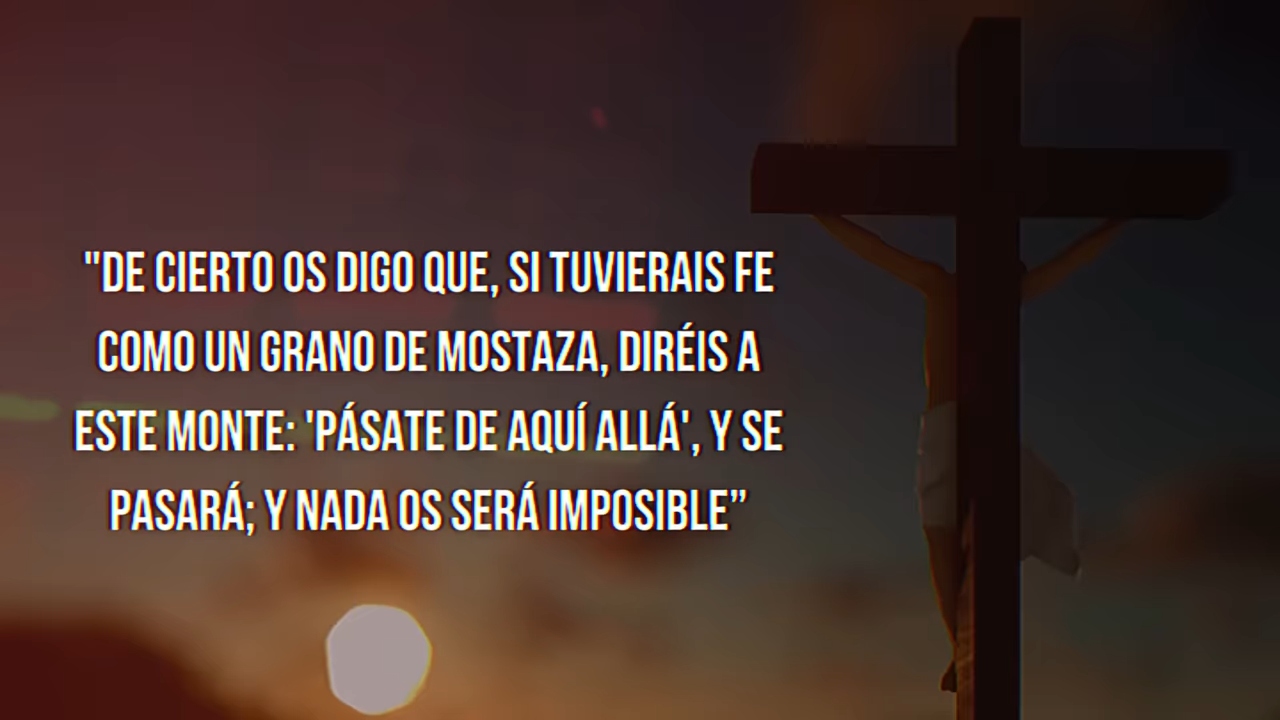 "DE CIERTO OS DIGO QUE, SI TUVIERAIS FE
COMO UN GRANO DE MOSTAZA, DIRÉIS A
ESTE MONTE: 'PÁSATE DE AQUÍ ALLÁ', Y SE
PASARÁ; Y NADA OS SERÁ IMPOSIBLE”